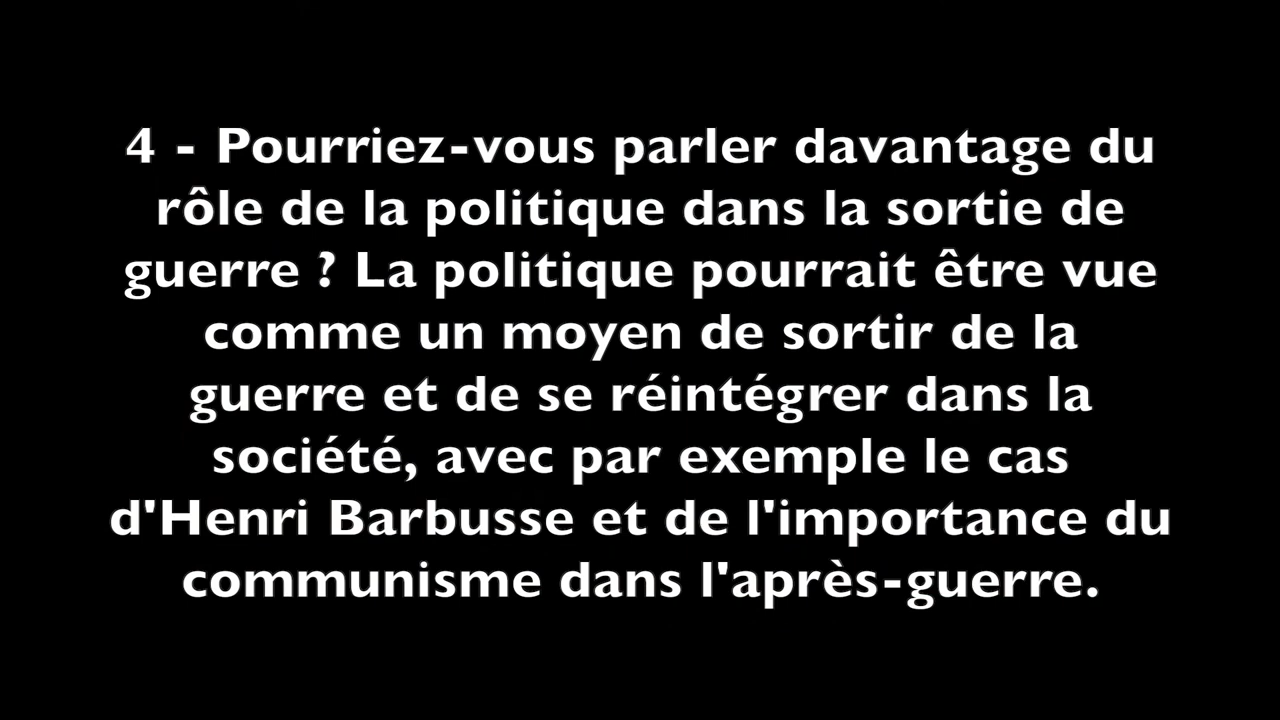 4 - Pourriez-vous parler davantage du
rôle de la politique dans la sortie de
guerre ? La politique pourrait être vue
comme un moyen de sortir de la
guerre et de se réintégrer dans la
société, avec par exemple le cas
d'Henri Barbusse et de l'importance du
communisme dans l'après-guerre.